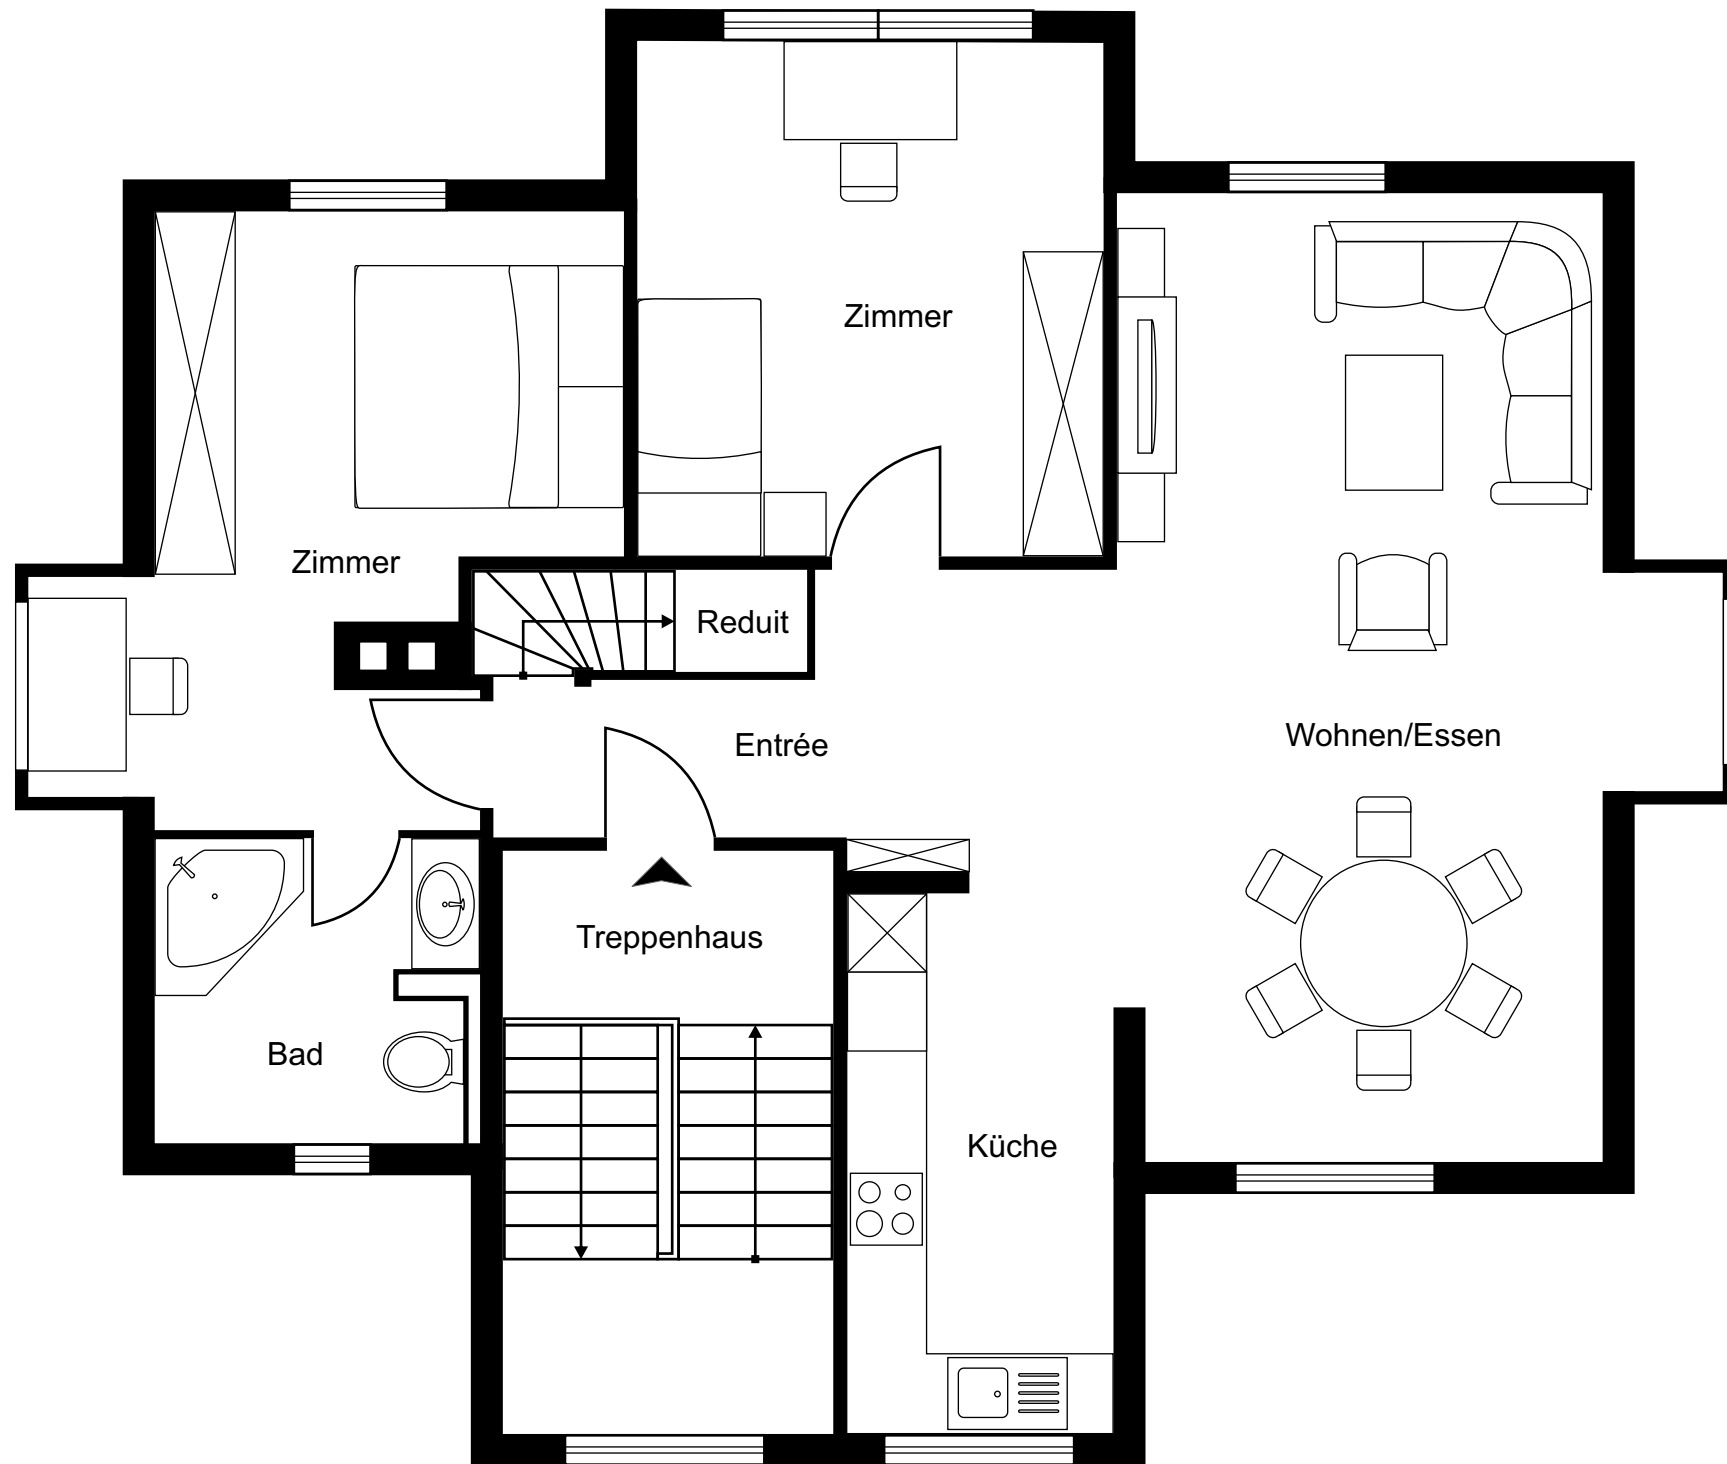 Zimmer
Zimmer
Reduit
Entrée
Wohnen/Essen
Treppenhaus
Bad
Küche